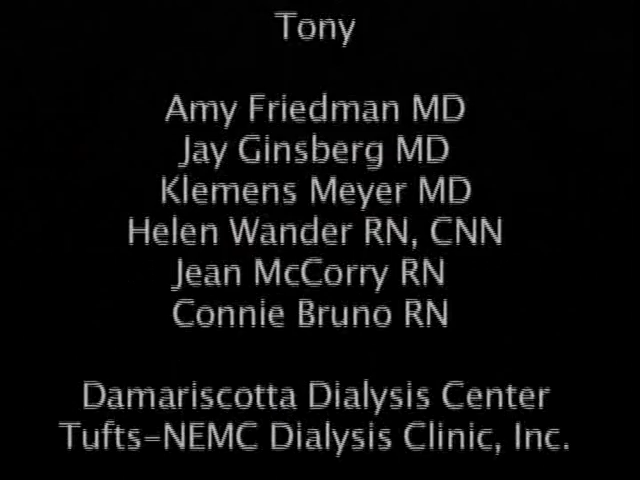 Tony
Amy Friedman MD
Jay Ginsberg MD
Klemens Meyer MD
Helen Wander RN, CNN
Jean McCorry RN
Connie Bruno RN
Damariscotta Dialysis Center
Tufts-NEMC Dialysis Clinic, Inc.